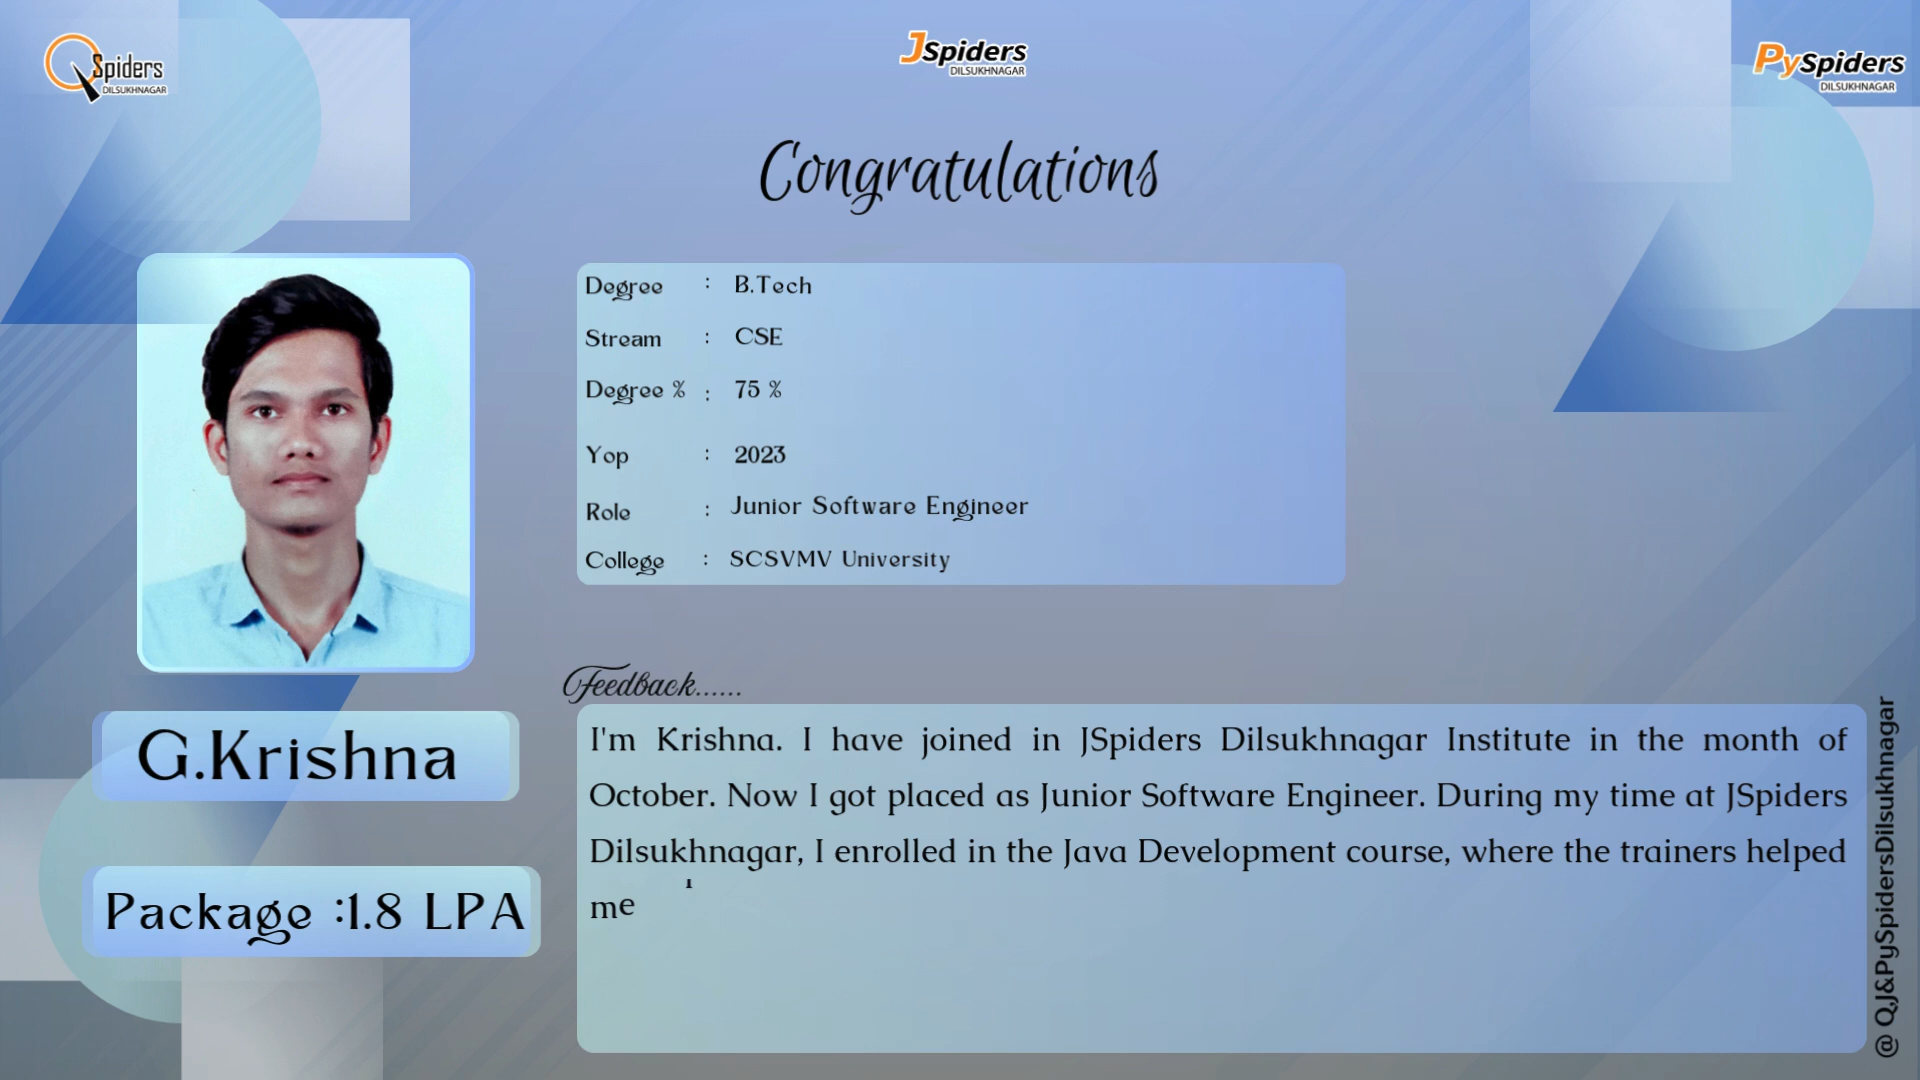 QSpiders
DILSUKHNAGAR
JSpiders
DILSUKHNAGAR
PySpiders
DILSUKHNAGAR
Congratulations
Degree : B.Tech
Stream : CSE
Degree % : 75 %
Yop : 2023
Role : Junior Software Engineer
College : SCSVMV University
G.Krishna
Package :1.8 LPA
Feedback......
I'm Krishna. I have joined in JSpiders Dilsukhnagar Institute in the month of
October. Now I got placed as Junior Software Engineer. During my time at JSpiders
Dilsukhnagar, I enrolled in the Java Development course, where the trainers helped
me
@ Q,J&PySpidersDilsukhnagar